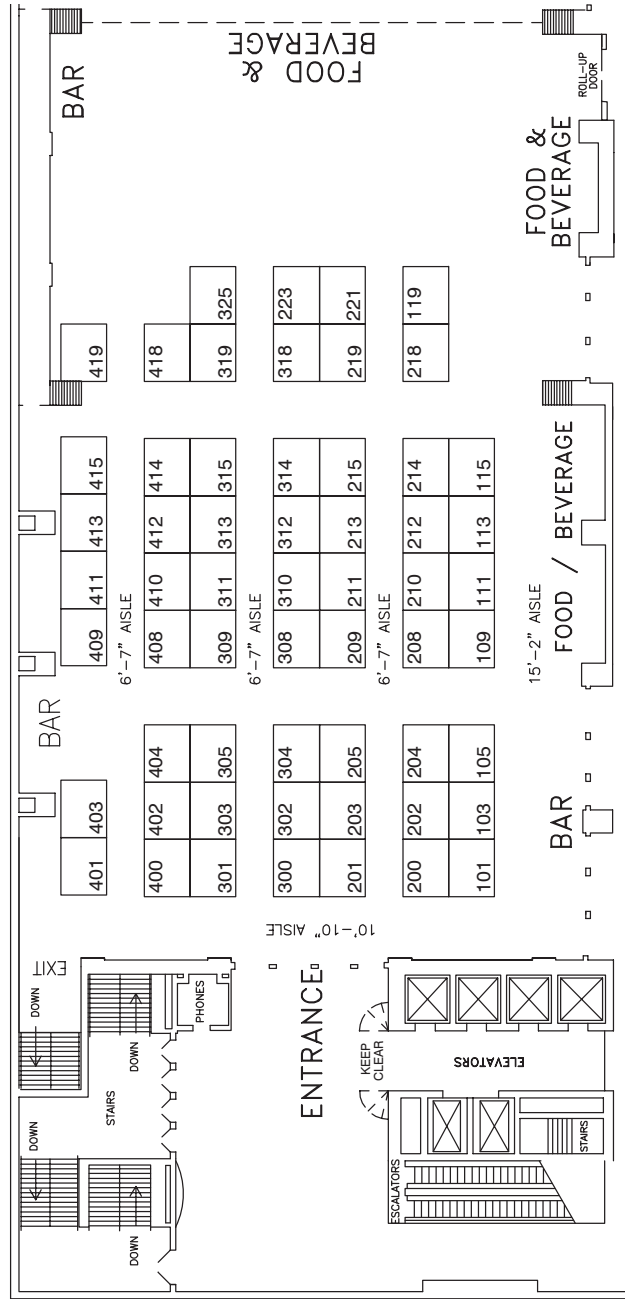 FOOD &
BEVERAGE
BAR
ROLL-UP
DOOR
FOOD &
BEVERAGE
325
223
221
119
419
418
319
318
219
218
415
414
315
314
215
214
115
413
412
313
312
213
212
113
411
410
311
310
211
210
111
409
408
309
308
209
208
109
6'-7" AISLE
6'-7" AISLE
6'-7" AISLE
15'-2" AISLE
FOOD / BEVERAGE
BAR
404
305
304
205
204
105
403
402
303
302
203
202
103
401
400
301
300
201
200
101
BAR
10'-10" AISLE
EXIT
DOWN
DOWN
PHONES
ENTRANCE
KEEP
CLEAR
ELEVATORS
STAIRS
DOWN
DOWN
ESCALATORS
STAIRS